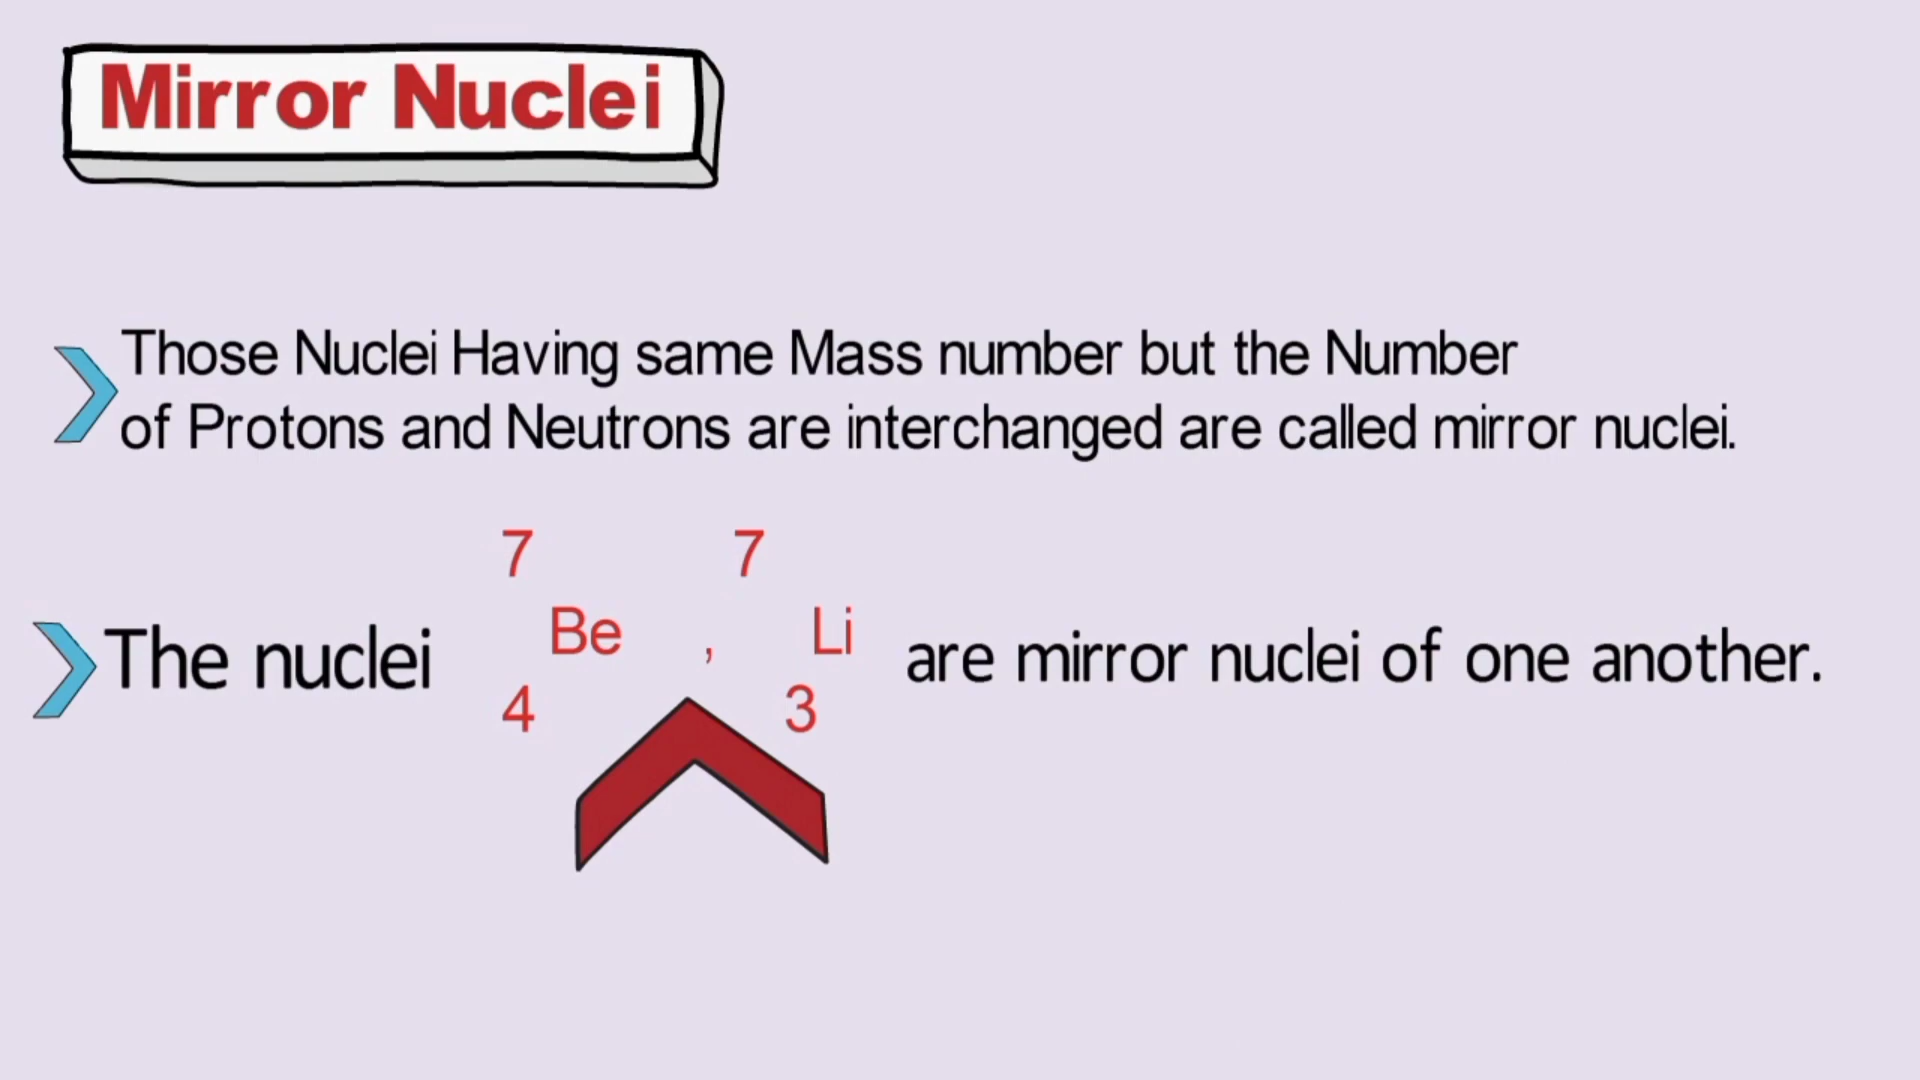 Mirror Nuclei
Those Nuclei Having same Mass number but the Number
of Protons and Neutrons are interchanged are called mirror nuclei.
7 7
The nuclei Be , Li are mirror nuclei of one another.
4 3